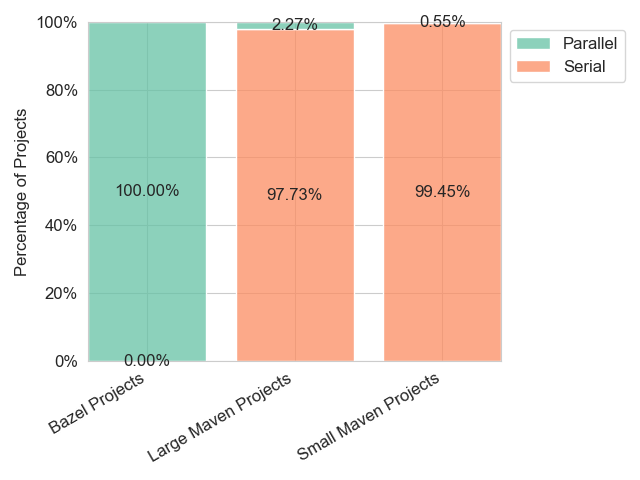 100%
80%
60%
40%
20%
0%
Percentage of Projects
100.00%
0.00%
2.27%
97.73%
0.55%
99.45%
Bazel Projects
Large Maven Projects
Small Maven Projects
Parallel
Serial